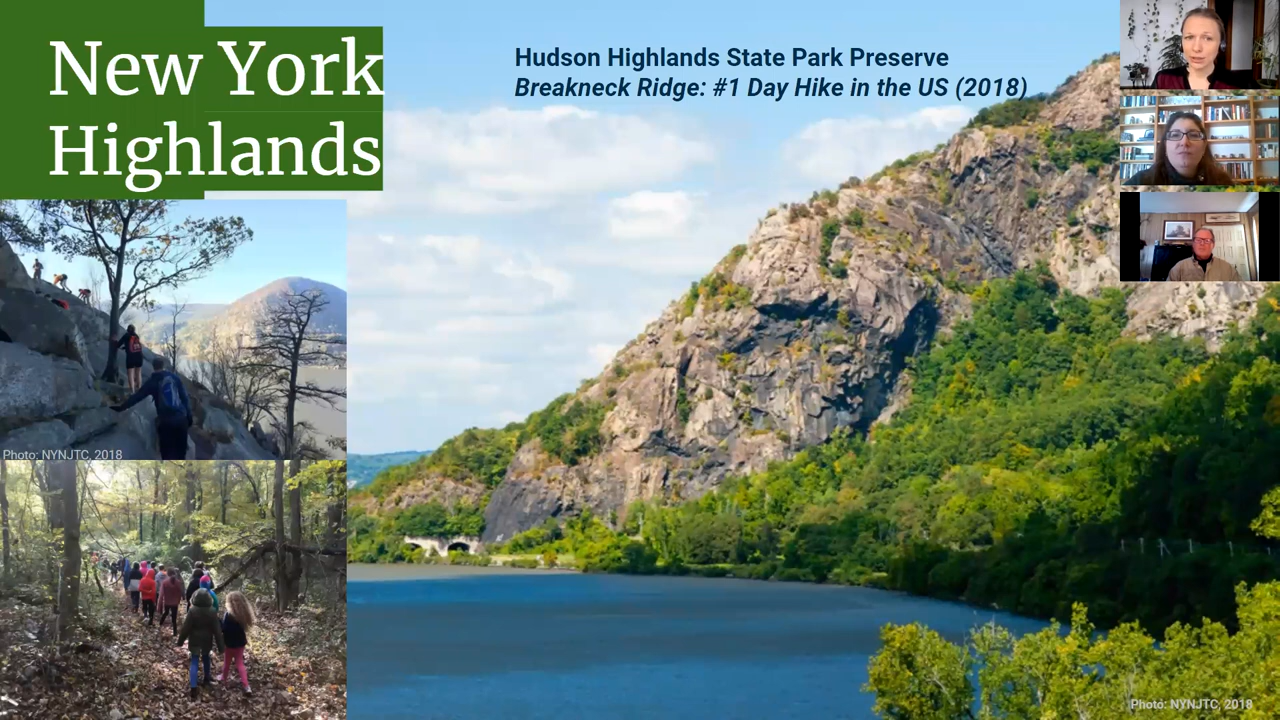 New York
Highlands
Hudson Highlands State Park Preserve
Breakneck Ridge: #1 Day Hike in the US (2018)
Photo: NYNJTC, 2018
Photo: NYNJTC, 2018